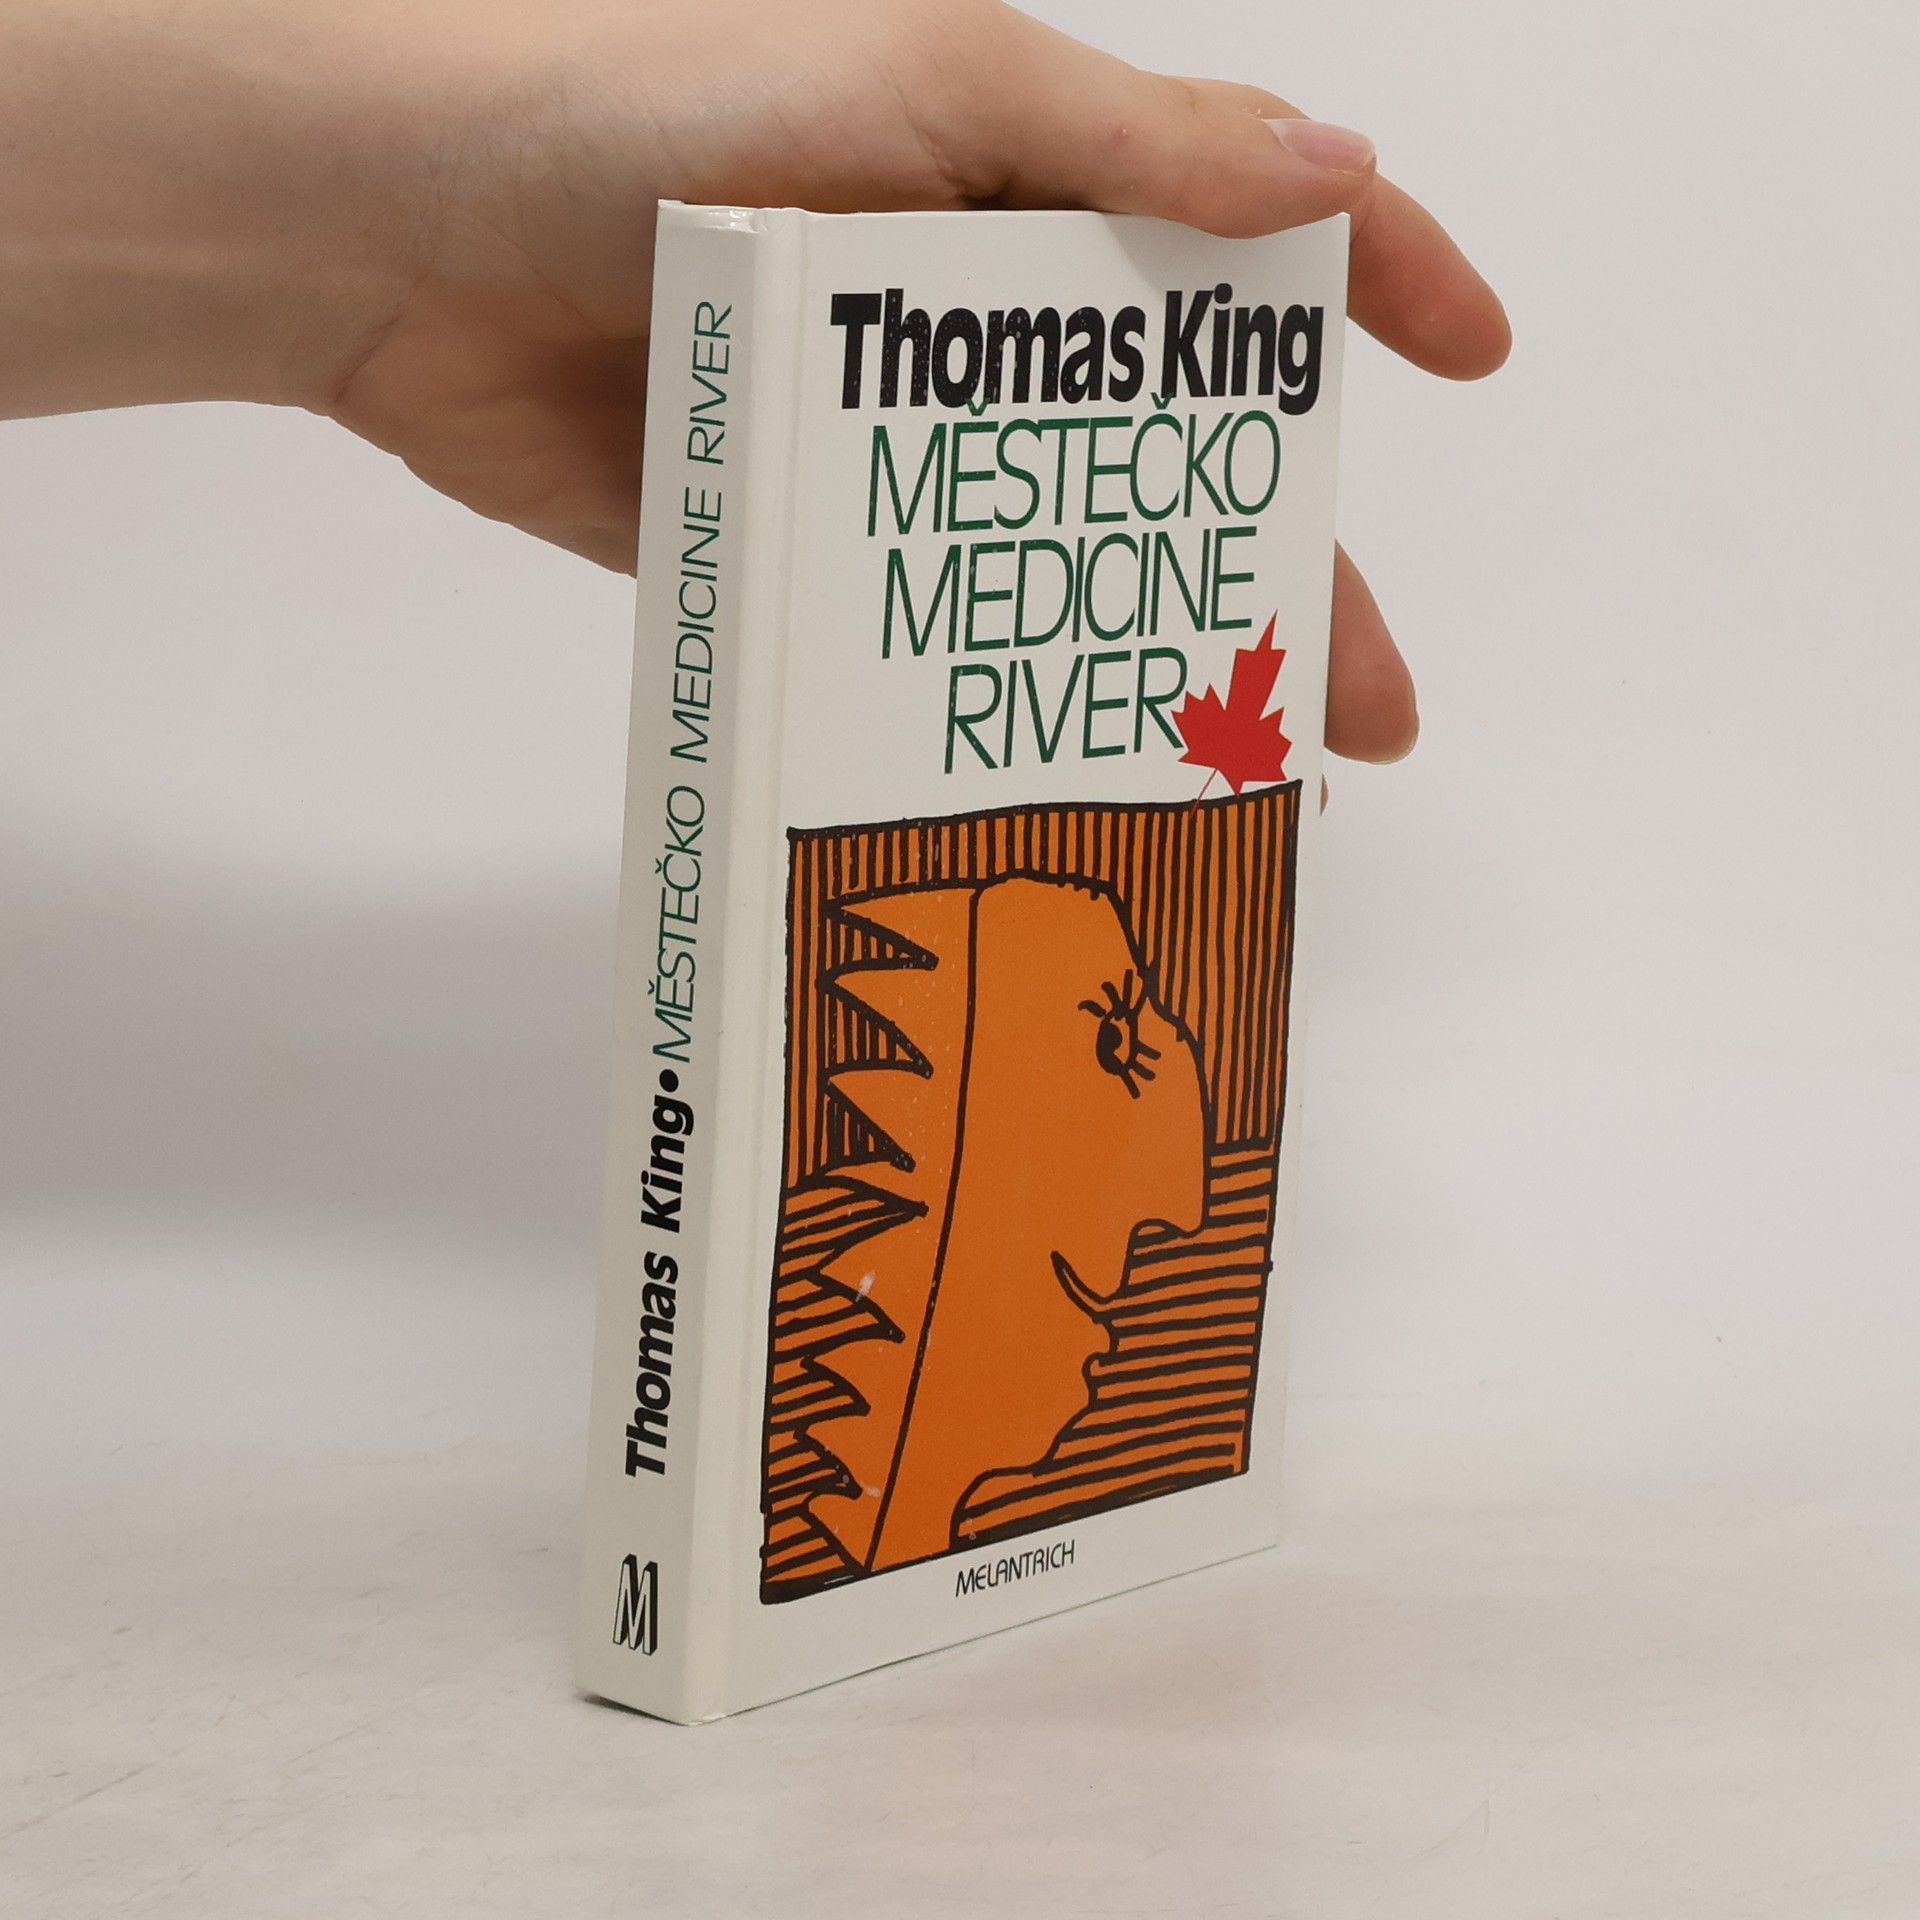 Thomas King
MĚSTEČKO
MEDICINE
RIVER
MELANTRICH
Thomas King • MĚSTEČKO MEDICINE RIVER
M